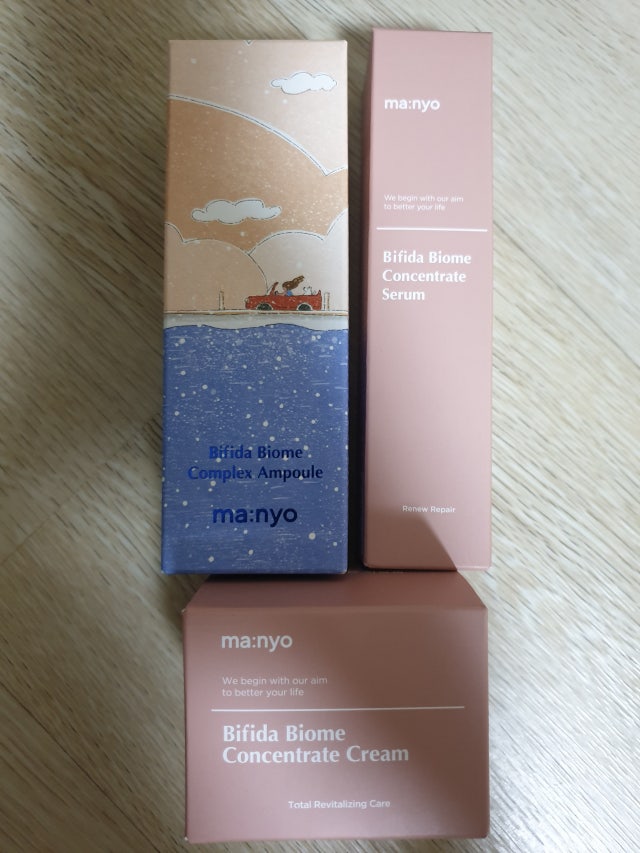 Bifida Biome
Complex Ampoule
ma:nyo
ma:nyo
We begin with our aim
to better your life
Bifida Biome
Concentrate
Serum
Renew Repair
ma:nyo
We begin with our aim
to better your life
Bifida Biome
Concentrate Cream
Total Revitalizing Care